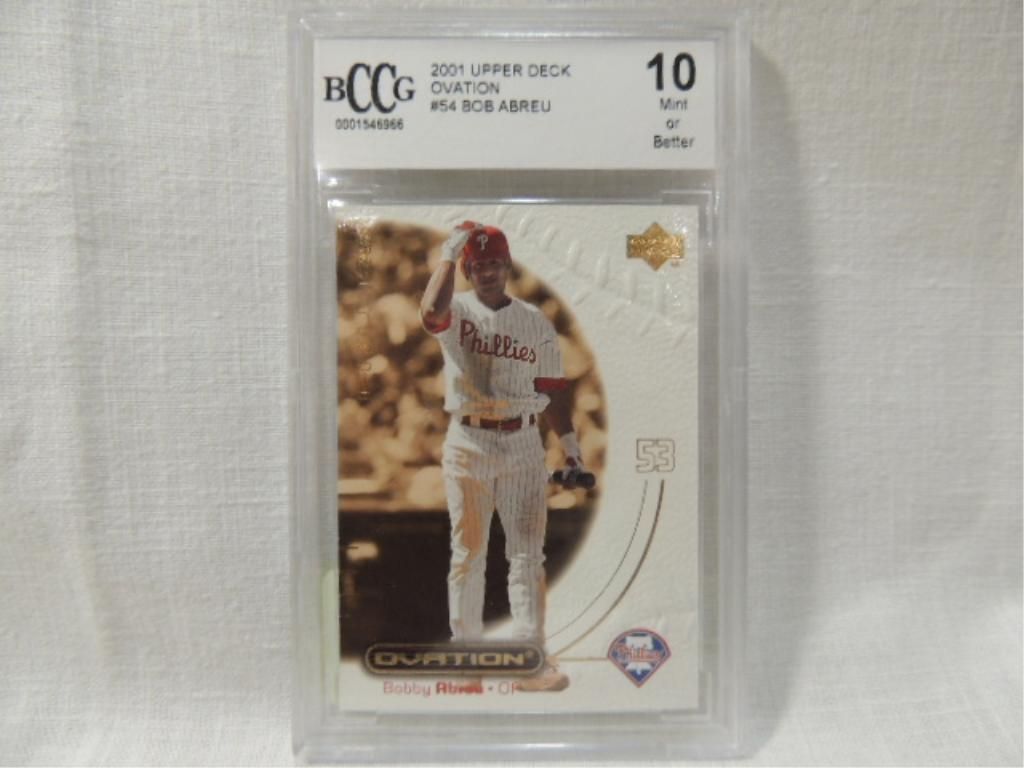 BCCG
0001546966
2001 UPPER DECK
OVATION
#54 BOB ABREU
10
Mint
or
Better
P
Phillies
53
Phillies
OVATION®
Bobby Abreu • OF